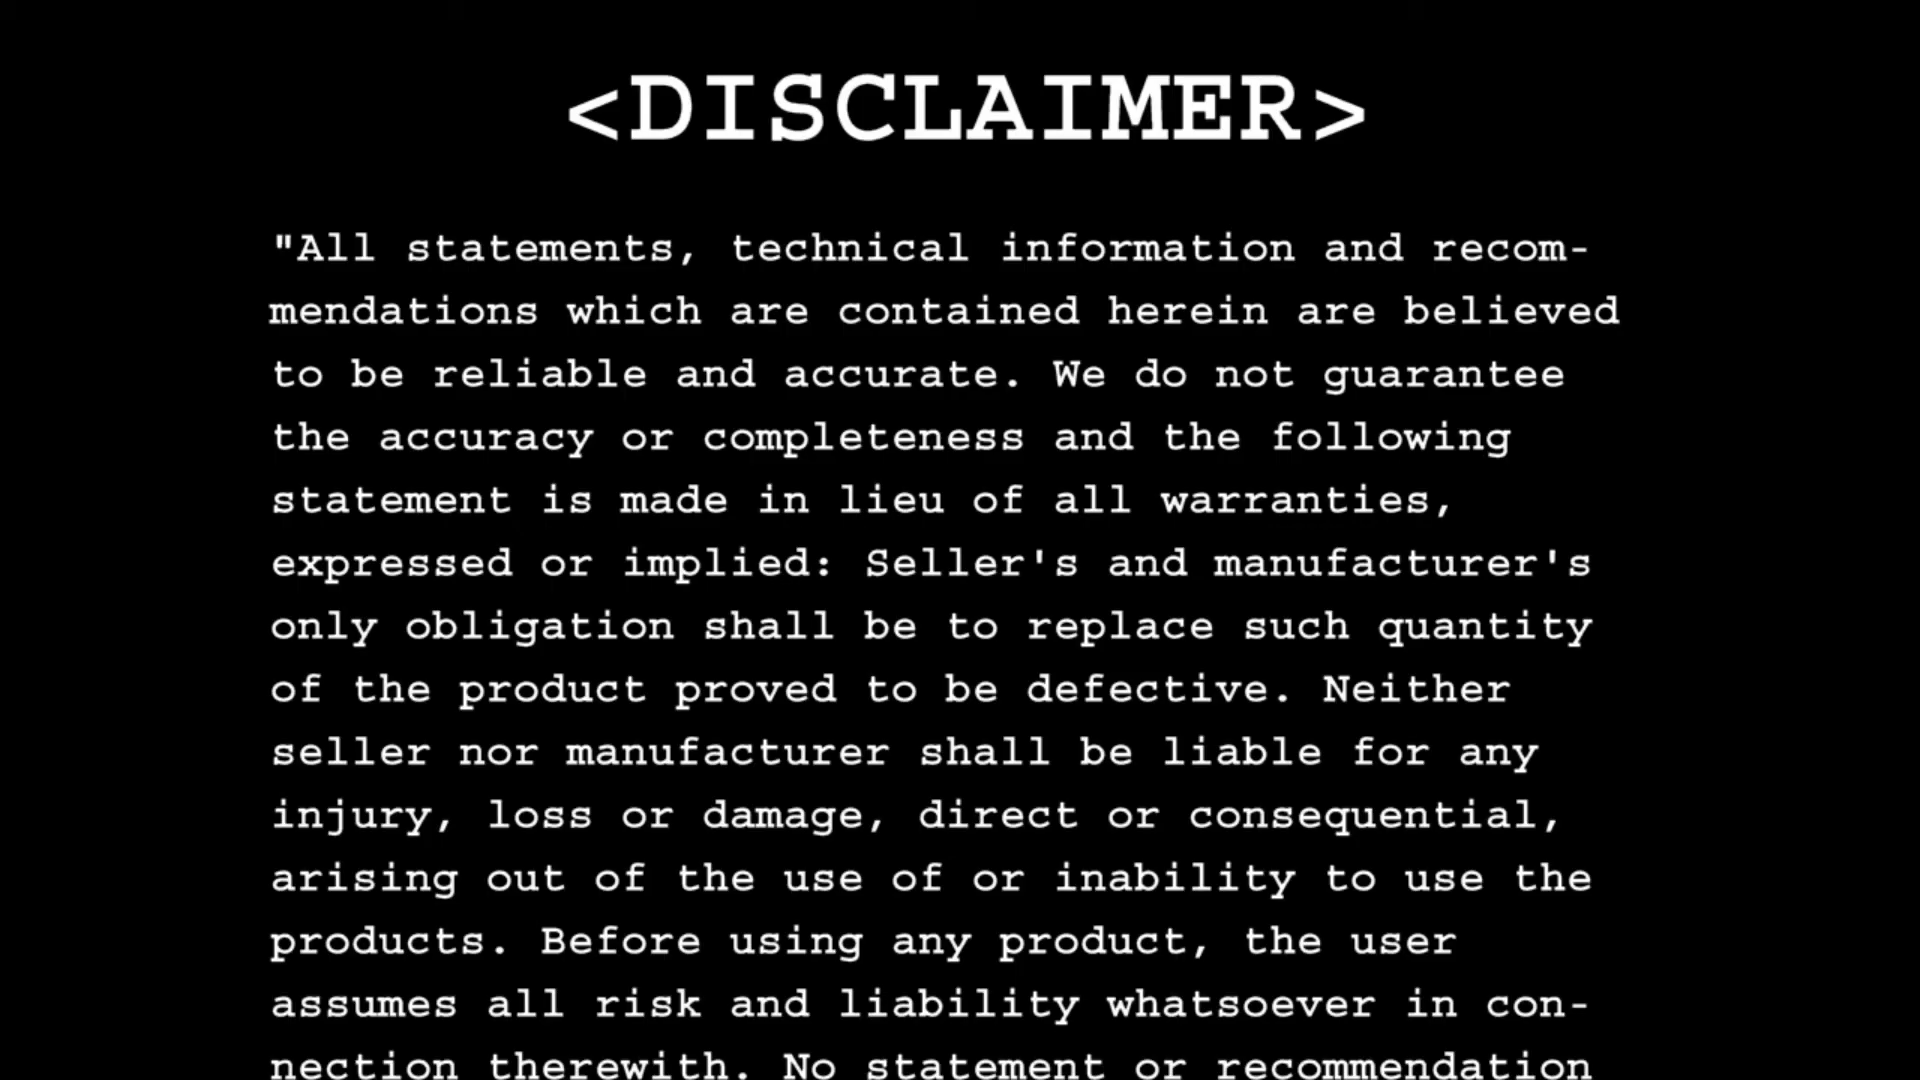 <DISCLAIMER>
"All statements, technical information and recom-
mendations which are contained herein are believed
to be reliable and accurate. We do not guarantee
the accuracy or completeness and the following
statement is made in lieu of all warranties,
expressed or implied: Seller's and manufacturer's
only obligation shall be to replace such quantity
of the product proved to be defective. Neither
seller nor manufacturer shall be liable for any
injury, loss or damage, direct or consequential,
arising out of the use of or inability to use the
products. Before using any product, the user
assumes all risk and liability whatsoever in con-
nection therewith. No statement or recommendation